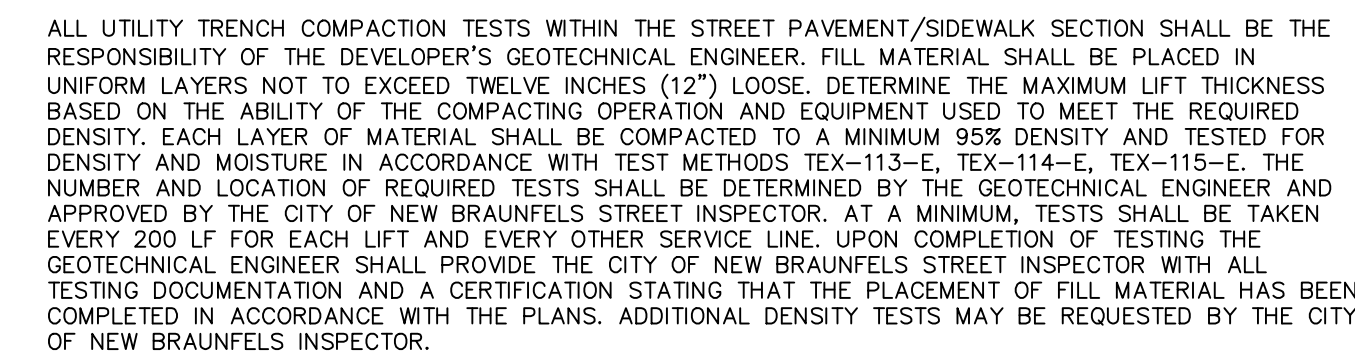 ALL UTILITY TRENCH COMPACTION TESTS WITHIN THE STREET PAVEMENT/SIDEWALK SECTION SHALL BE THE
RESPONSIBILITY OF THE DEVELOPER'S GEOTECHNICAL ENGINEER. FILL MATERIAL SHALL BE PLACED IN
UNIFORM LAYERS NOT TO EXCEED TWELVE INCHES (12") LOOSE. DETERMINE THE MAXIMUM LIFT THICKNESS
BASED ON THE ABILITY OF THE COMPACTING OPERATION AND EQUIPMENT USED TO MEET THE REQUIRED
DENSITY. EACH LAYER OF MATERIAL SHALL BE COMPACTED TO A MINIMUM 95% DENSITY AND TESTED FOR
DENSITY AND MOISTURE IN ACCORDANCE WITH TEST METHODS TEX-113-E, TEX-114-E, TEX-115-E. THE
NUMBER AND LOCATION OF REQUIRED TESTS SHALL BE DETERMINED BY THE GEOTECHNICAL ENGINEER AND
APPROVED BY THE CITY OF NEW BRAUNFELS STREET INSPECTOR. AT A MINIMUM, TESTS SHALL BE TAKEN
EVERY 200 LF FOR EACH LIFT AND EVERY OTHER SERVICE LINE. UPON COMPLETION OF TESTING THE
GEOTECHNICAL ENGINEER SHALL PROVIDE THE CITY OF NEW BRAUNFELS STREET INSPECTOR WITH ALL
TESTING DOCUMENTATION AND A CERTIFICATION STATING THAT THE PLACEMENT OF FILL MATERIAL HAS BEEN
COMPLETED IN ACCORDANCE WITH THE PLANS. ADDITIONAL DENSITY TESTS MAY BE REQUESTED BY THE CITY
OF NEW BRAUNFELS INSPECTOR.